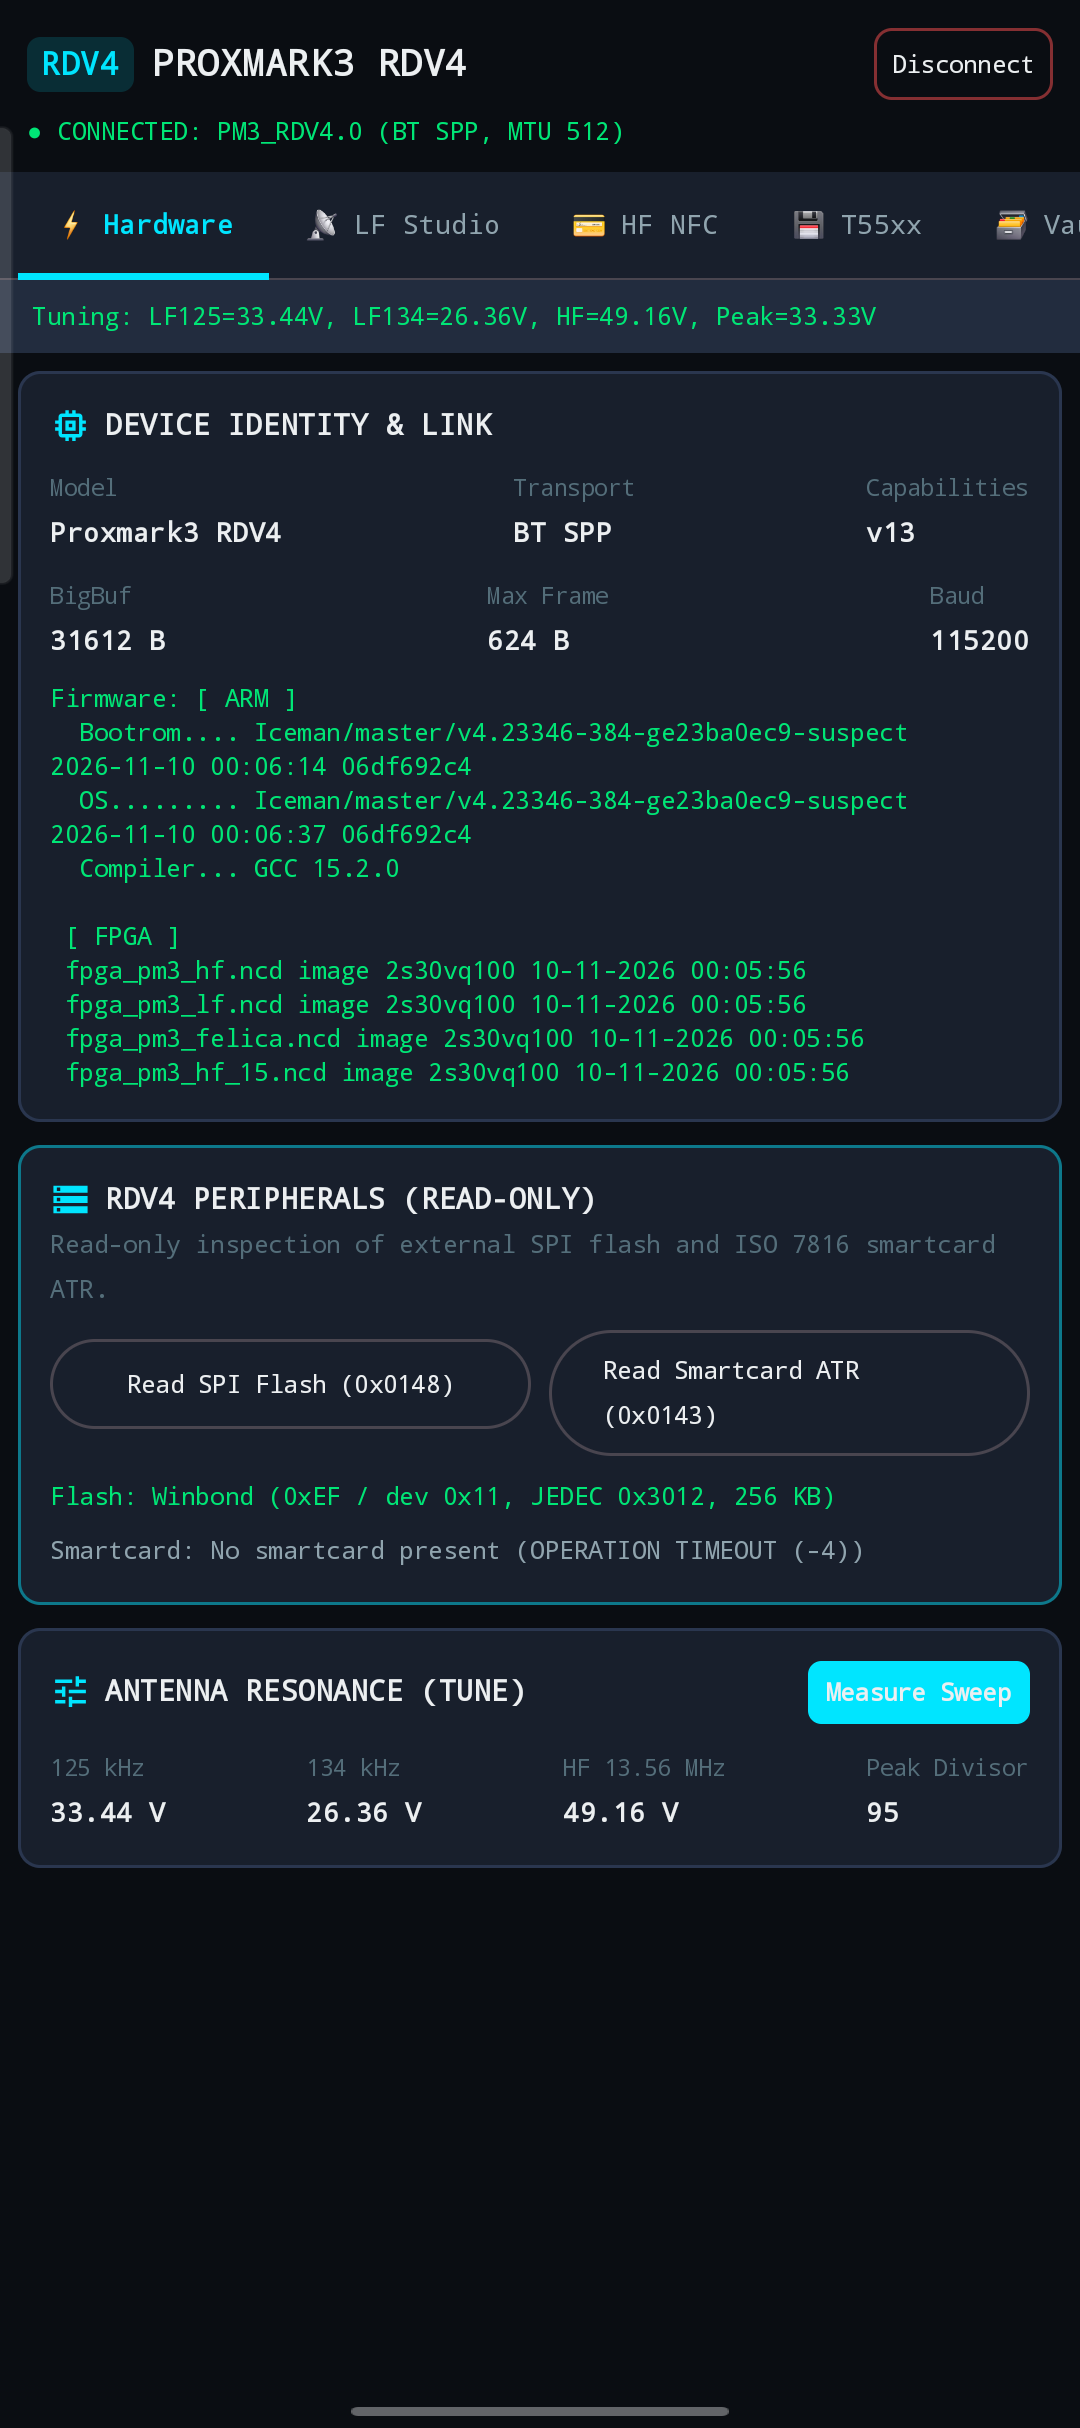 RDV4 PROXMARK3 RDV4 Disconnect
● CONNECTED: PM3_RDV4.0 (BT SPP, MTU 512)
⚡ Hardware 📡 LF Studio 💳 HF NFC 💾 T55xx 🗃 Va
Tuning: LF125=33.44V, LF134=26.36V, HF=49.16V, Peak=33.33V
DEVICE IDENTITY & LINK
Model Transport Capabilities
Proxmark3 RDV4 BT SPP v13
BigBuf Max Frame Baud
31612 B 624 B 115200
Firmware: [ ARM ]
Bootrom.... Iceman/master/v4.23346-384-ge23ba0ec9-suspect
2026-11-10 00:06:14 06df692c4
OS......... Iceman/master/v4.23346-384-ge23ba0ec9-suspect
2026-11-10 00:06:37 06df692c4
Compiler... GCC 15.2.0
[ FPGA ]
fpga_pm3_hf.ncd image 2s30vq100 10-11-2026 00:05:56
fpga_pm3_lf.ncd image 2s30vq100 10-11-2026 00:05:56
fpga_pm3_felica.ncd image 2s30vq100 10-11-2026 00:05:56
fpga_pm3_hf_15.ncd image 2s30vq100 10-11-2026 00:05:56
RDV4 PERIPHERALS (READ-ONLY)
Read-only inspection of external SPI flash and ISO 7816 smartcard
ATR.
Read SPI Flash (0x0148)
Read Smartcard ATR
(0x0143)
Flash: Winbond (0xEF / dev 0x11, JEDEC 0x3012, 256 KB)
Smartcard: No smartcard present (OPERATION TIMEOUT (-4))
ANTENNA RESONANCE (TUNE) Measure Sweep
125 kHz 134 kHz HF 13.56 MHz Peak Divisor
33.44 V 26.36 V 49.16 V 95